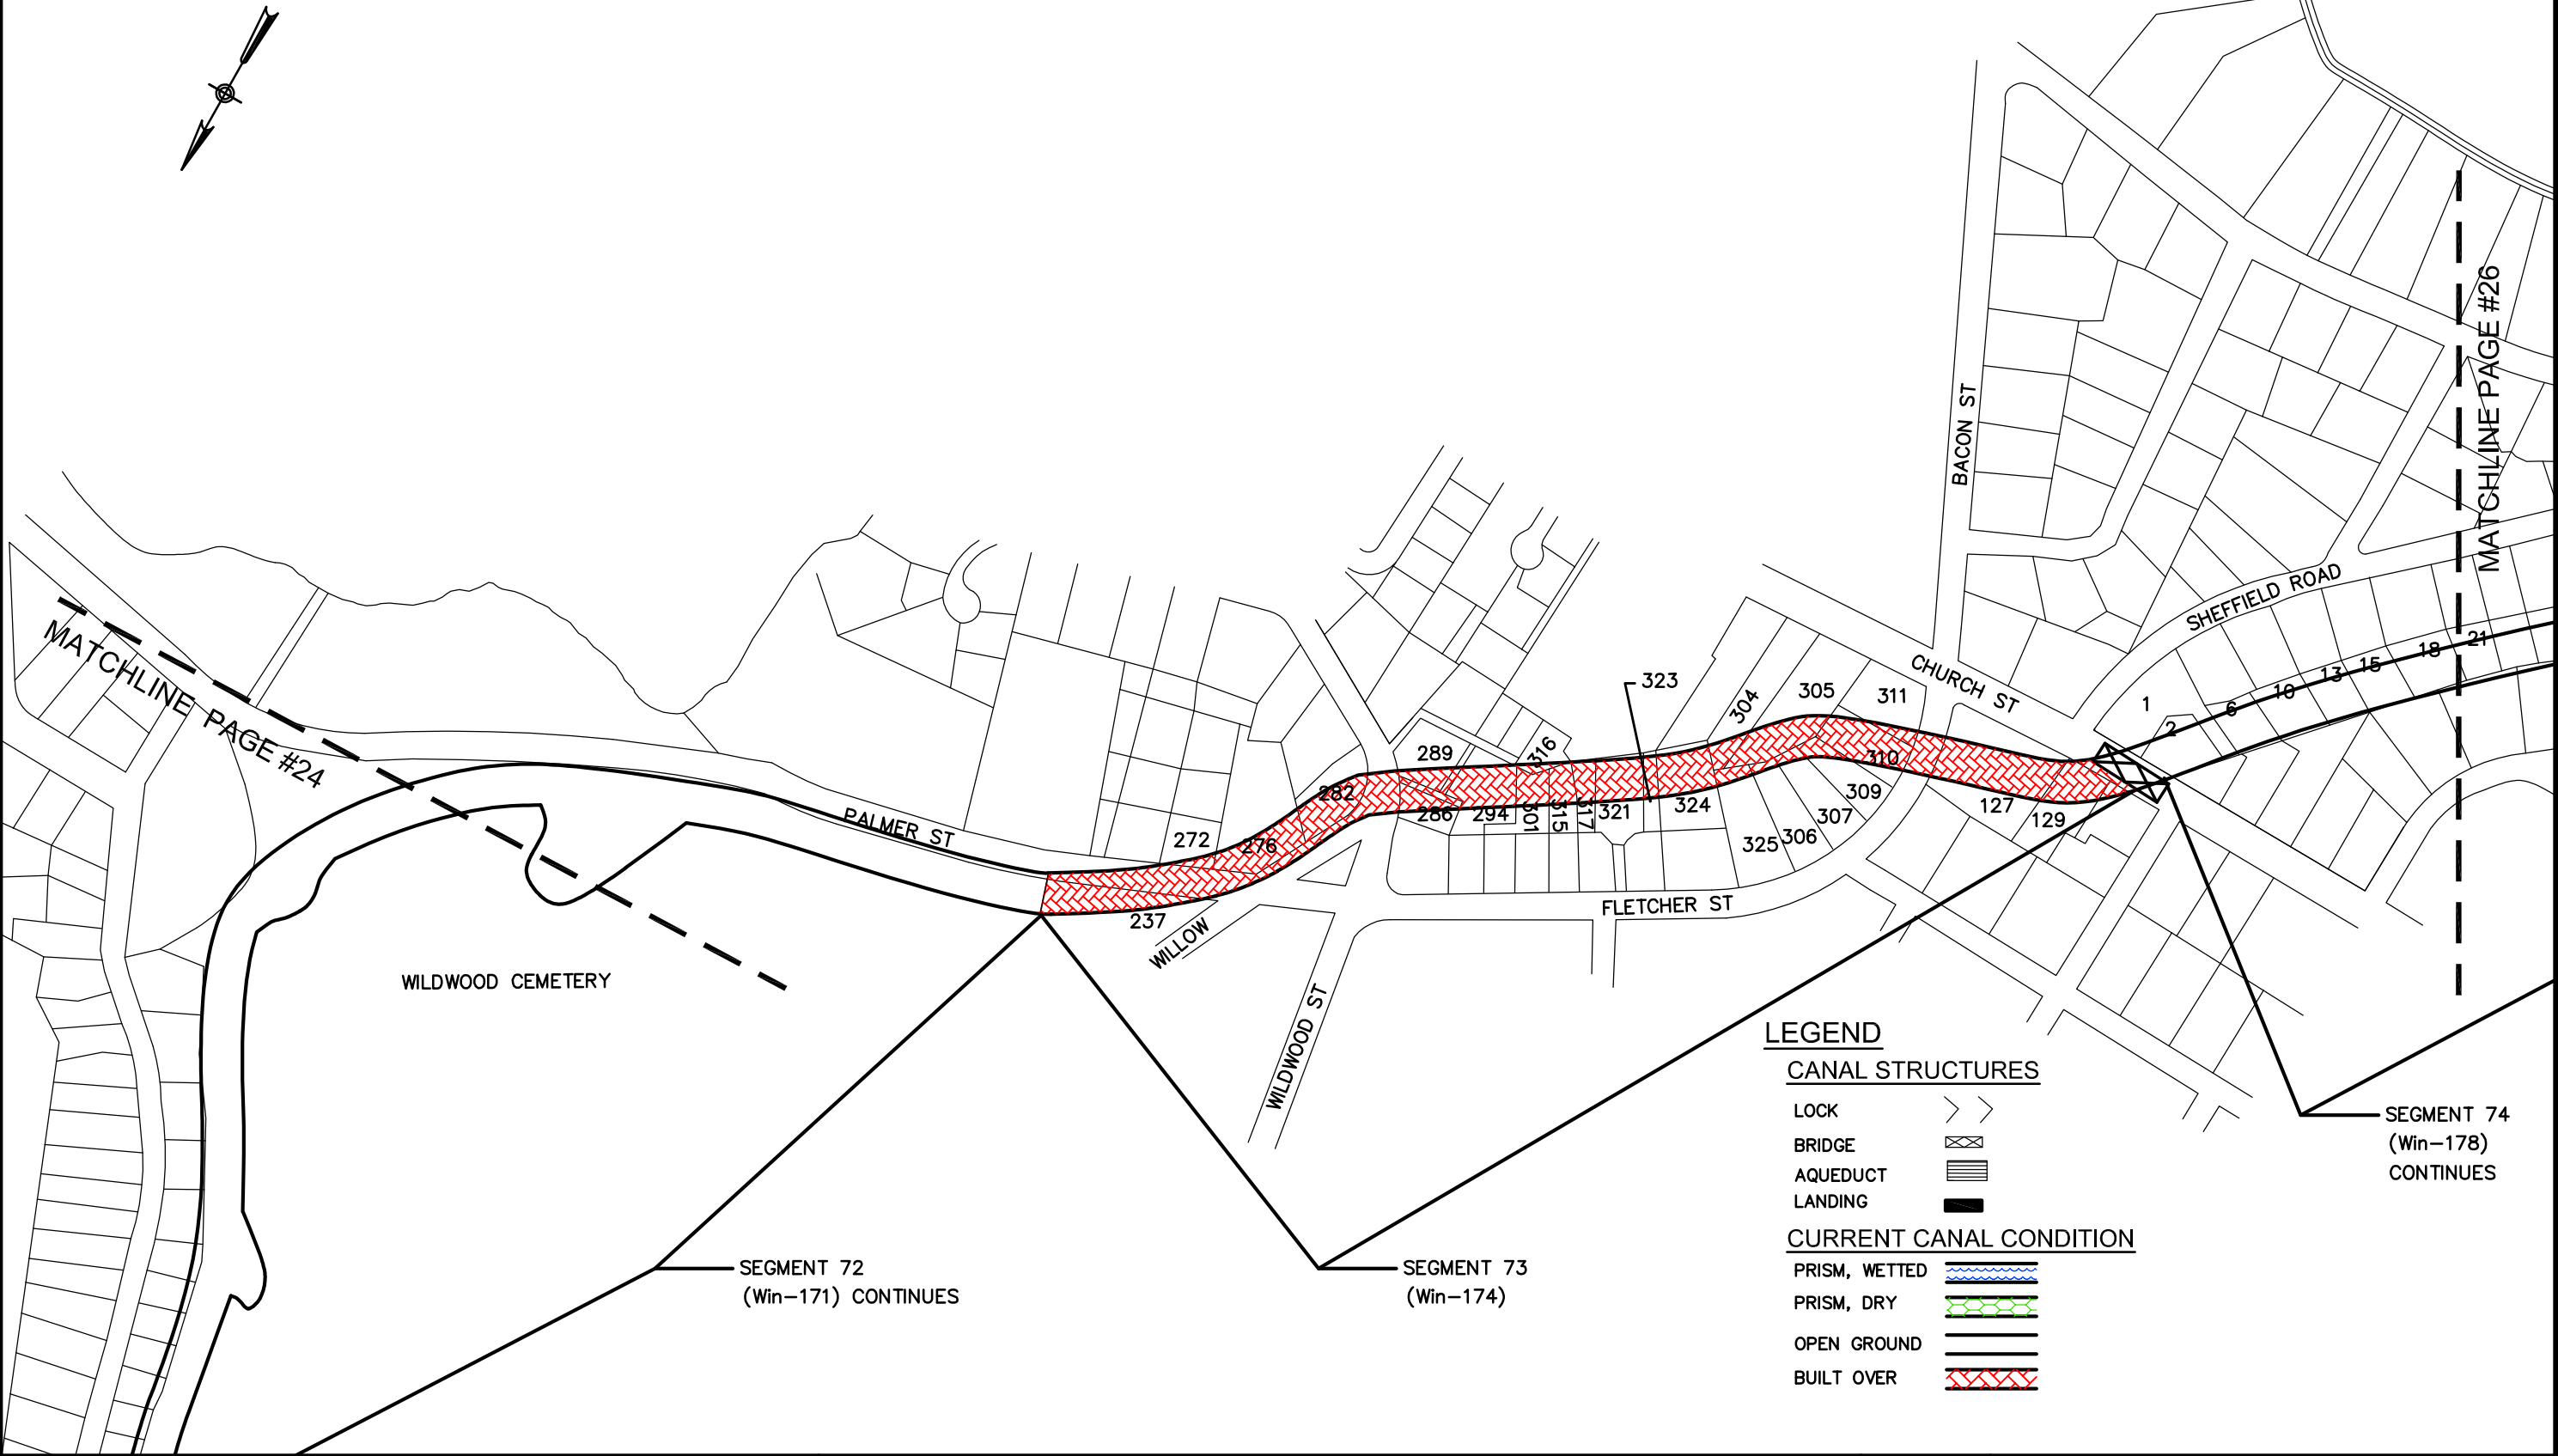 MATCHLINE PAGE #24
MATCHLINE PAGE #26
BACON ST
SHEFFIELD ROAD
CHURCH ST
PALMER ST
WILLOW
WILDWOOD ST
FLETCHER ST
WILDWOOD CEMETERY
272
276
237
282
289
286
294
301
316
315
317
321
323
324
304
305
311
310
325
306
307
309
127
129
1
2
6
10
13
15
18
21
SEGMENT 72
(Win-171) CONTINUES
SEGMENT 73
(Win-174)
SEGMENT 74
(Win-178)
CONTINUES
LEGEND
CANAL STRUCTURES
LOCK
BRIDGE
AQUEDUCT
LANDING
CURRENT CANAL CONDITION
PRISM, WETTED
PRISM, DRY
OPEN GROUND
BUILT OVER